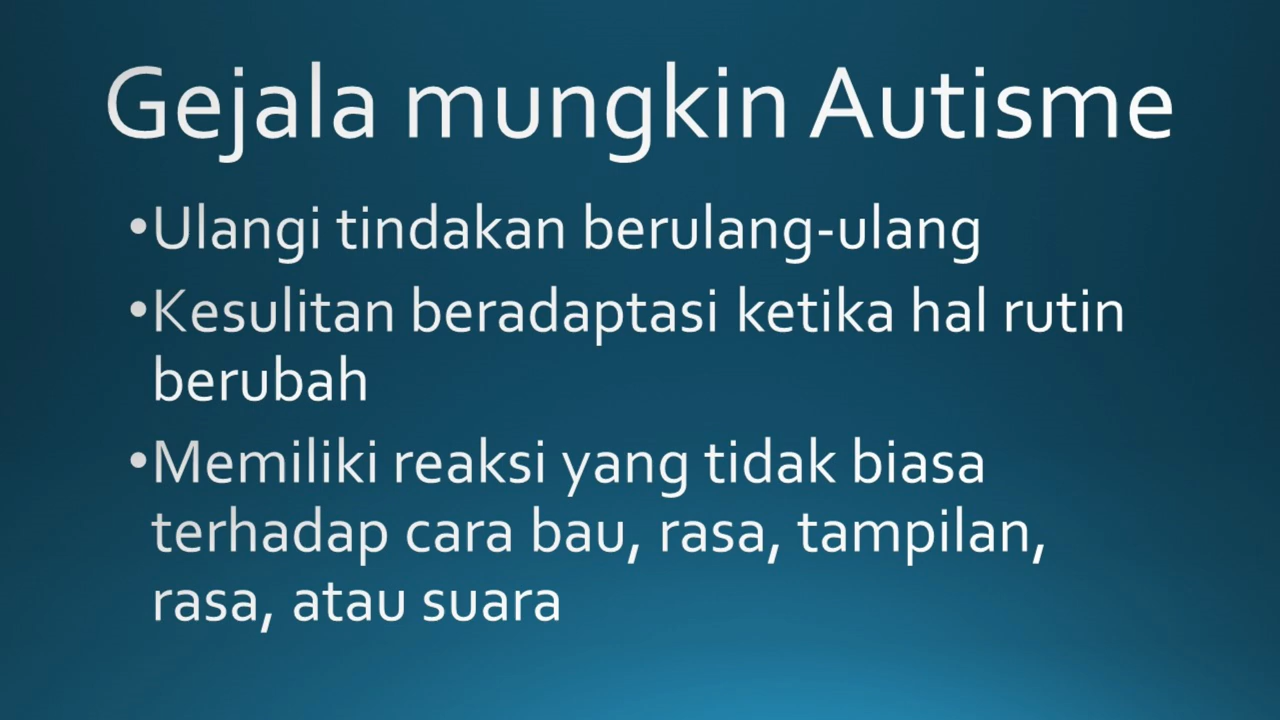 Gejala mungkin Autisme
•Ulangi tindakan berulang-ulang
•Kesulitan beradaptasi ketika hal rutin
berubah
•Memiliki reaksi yang tidak biasa
terhadap cara bau, rasa, tampilan,
rasa, atau suara